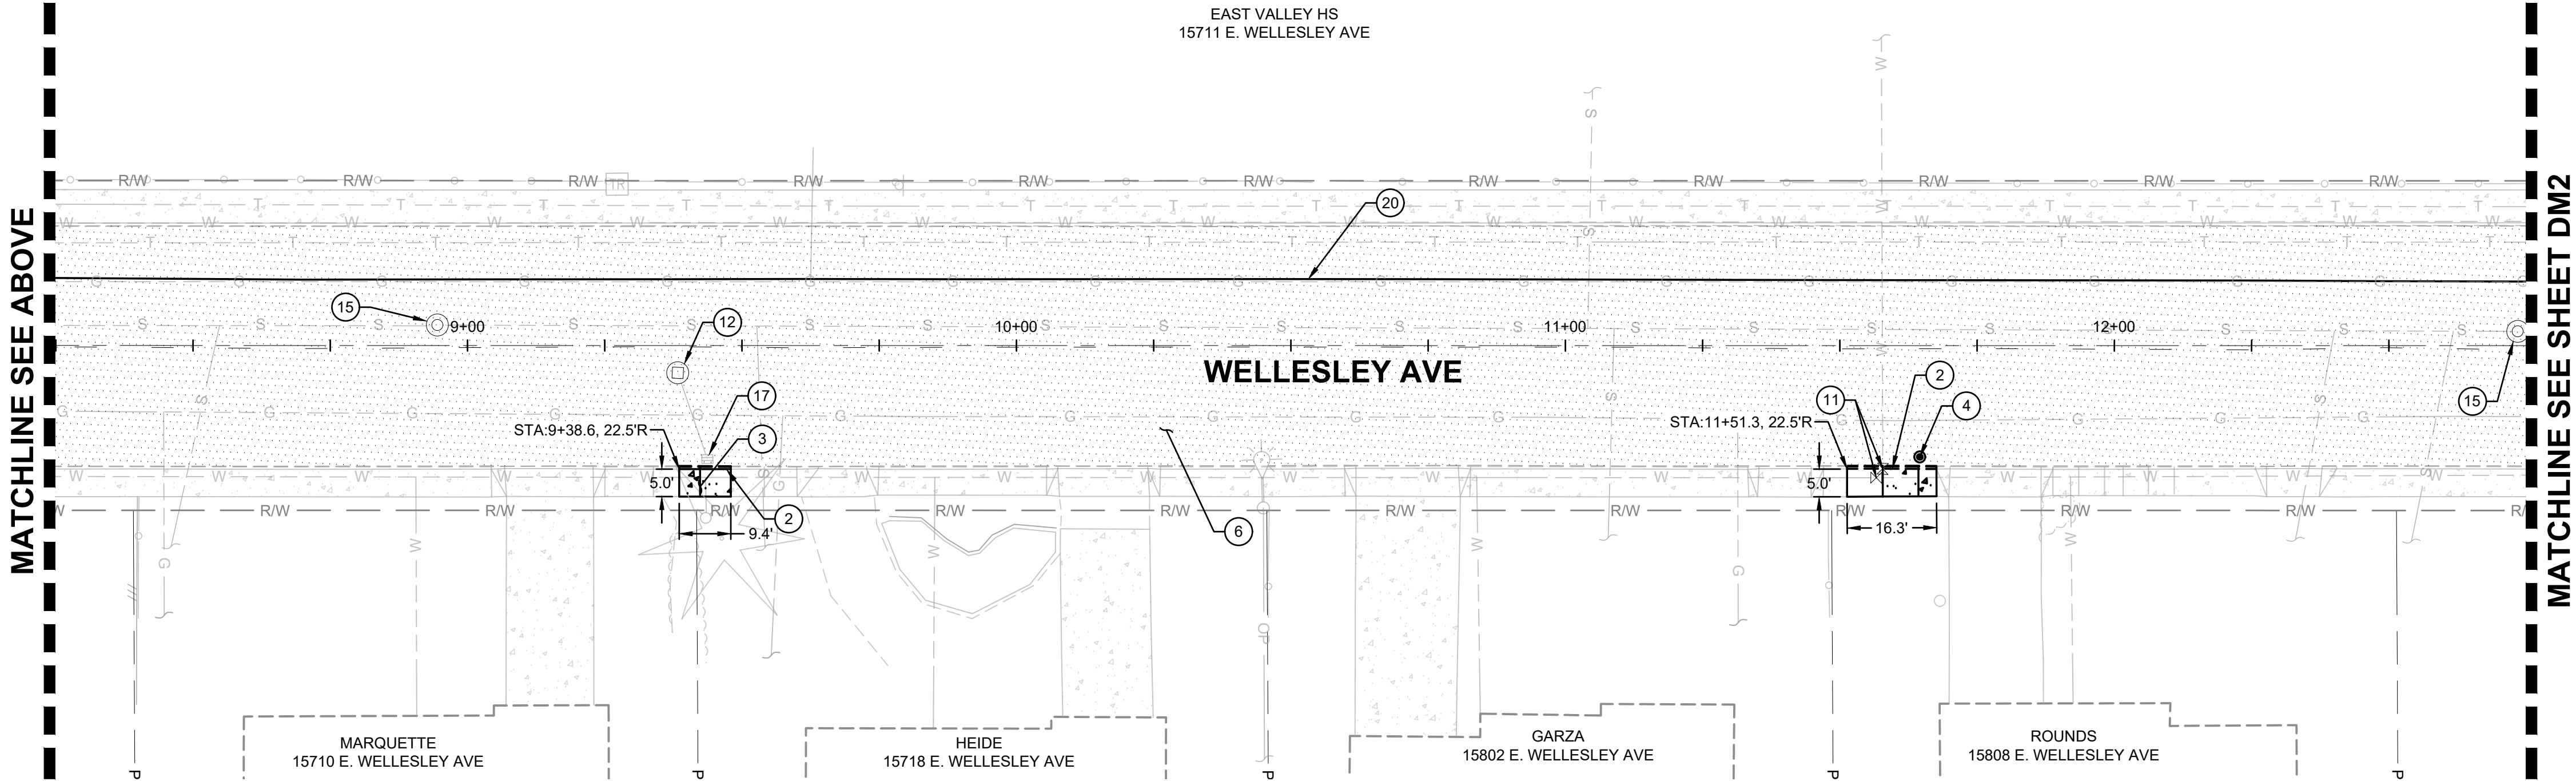 EAST VALLEY HS
15711 E. WELLESLEY AVE
MATCHLINE SEE ABOVE
MATCHLINE SEE SHEET DM2
R/W R/W R/W R/W R/W R/W R/W R/W R/W R/W R/W
TR
20
T T T T T T T T T T T T T T T T T
W W W W W W W W W W W W W W W W W
T T T T T T T T T T T T T T T T T
G G G G G G G G G G G G G G G G G G
15
12
S S S S S S S S S S S S S S S S S S S S
9+00
10+00
11+00
12+00
WELLESLEY AVE
2
17
11
4
15
G G G G G G G G G G
STA:9+38.6, 22.5'R
STA:11+51.3, 22.5'R
3
5.0'
5.0'
W W W W W W W W W W W W W W W W
2
6
9.4'
16.3'
R/W R/W R/W R/W R/W R/W R/W R/W R/W R/W
OP
MARQUETTE
15710 E. WELLESLEY AVE
HEIDE
15718 E. WELLESLEY AVE
GARZA
15802 E. WELLESLEY AVE
ROUNDS
15808 E. WELLESLEY AVE
P P P P P